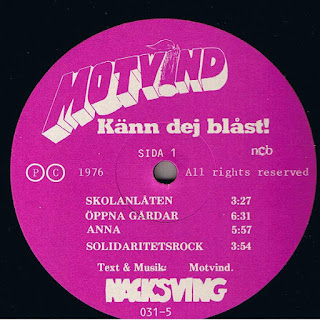 MOTVIND
Känn dej blåst!
SIDA 1 ncb
P C 1976 All rights reserved
SKOLANLÅTEN 3:27
ÖPPNA GÅRDAR 6:31
ANNA 5:57
SOLIDARITETSROCK 3:54
Text & Musik: Motvind.
NACKSVING
031-5